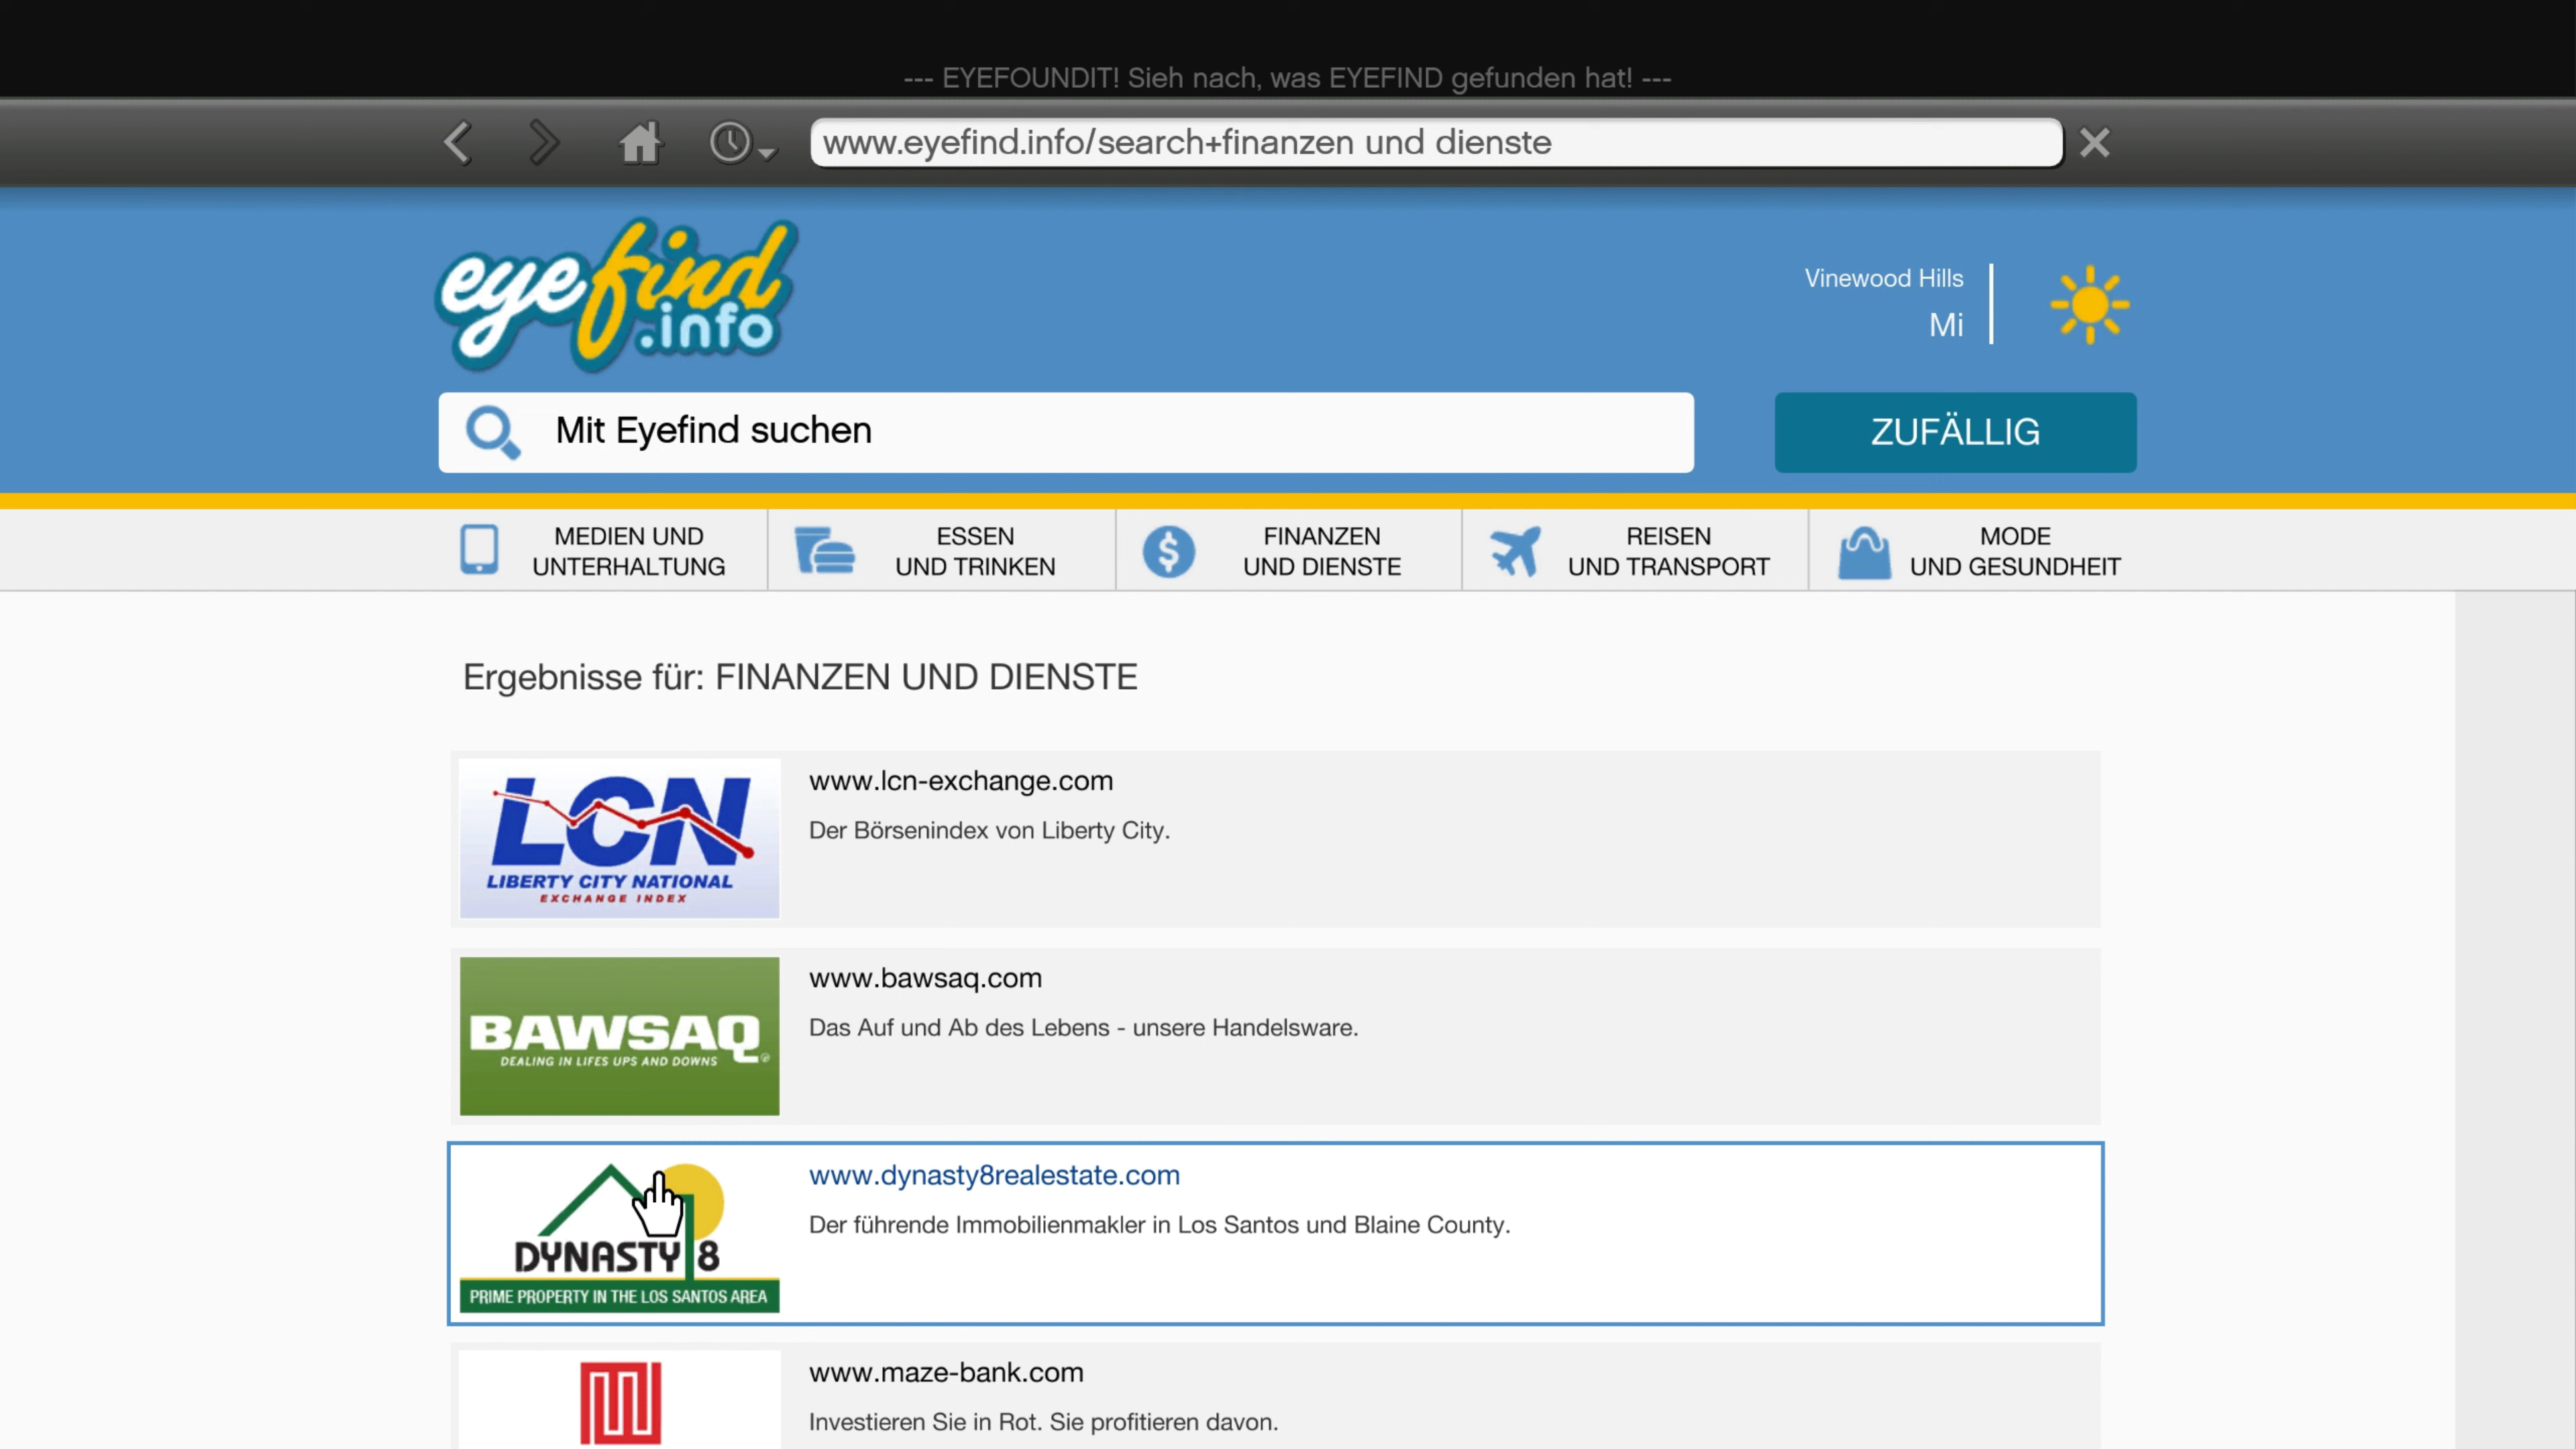 --- EYEFOUNDIT! Sieh nach, was EYEFIND gefunden hat! ---
www.eyefind.info/search+finanzen und dienste
eyefind
.info
Vinewood Hills
Mi
Mit Eyefind suchen
ZUFÄLLIG
MEDIEN UND
UNTERHALTUNG
ESSEN
UND TRINKEN
FINANZEN
UND DIENSTE
REISEN
UND TRANSPORT
MODE
UND GESUNDHEIT
Ergebnisse für: FINANZEN UND DIENSTE
LCN
LIBERTY CITY NATIONAL
EXCHANGE INDEX
www.lcn-exchange.com
Der Börsenindex von Liberty City.
BAWSAQ
DEALING IN LIFES UPS AND DOWNS
www.bawsaq.com
Das Auf und Ab des Lebens - unsere Handelsware.
DYNASTY 8
PRIME PROPERTY IN THE LOS SANTOS AREA
www.dynasty8realestate.com
Der führende Immobilienmakler in Los Santos und Blaine County.
www.maze-bank.com
Investieren Sie in Rot. Sie profitieren davon.